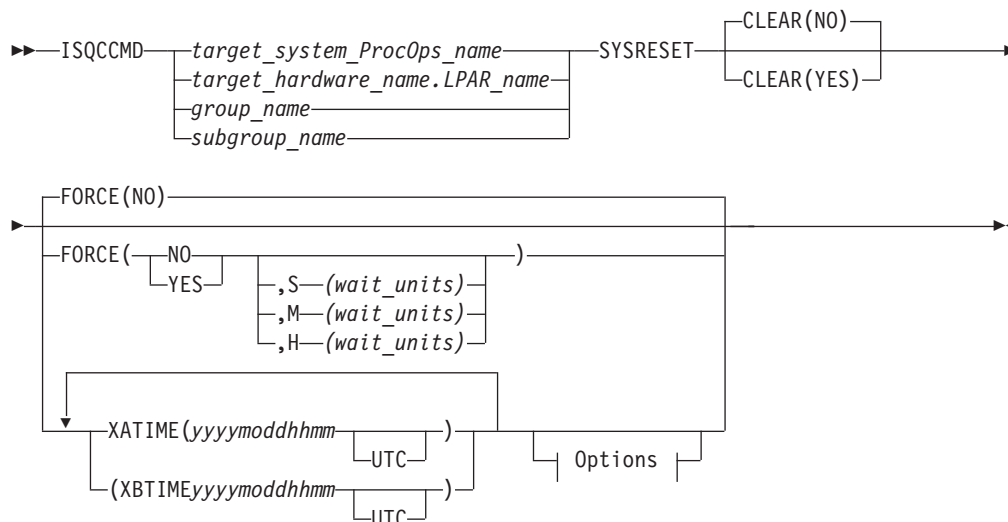 CLEAR(NO)
ISQCCMD target_system_ProcOps_name SYSRESET
target_hardware_name.LPAR_name CLEAR(YES)
group_name
subgroup_name
FORCE(NO)
FORCE( NO )
YES ,S (wait_units)
,M (wait_units)
,H (wait_units)
XATIME(yyyymoddhhmm )
UTC Options
(XBTIMEyyyymoddhhmm )
UTC